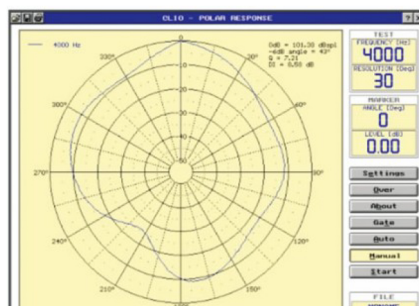 CLIO - POLAR RESPONSE
4000 Hz
0dB = 101.30 dBspl
-6dB angle = 43°
Q = 7.21
DI = 8.58 dB
0
-10
-20
-30
-40
-50
30°
60°
90°
120°
150°
210°
240°
270°
300°
330°
TEST
FREQUENCY [Hz]
4000
RESOLUTION [Deg]
30
MARKER
ANGLE [Deg]
0
LEVEL [dB]
0.00
Settings
Over
About
Gate
Auto
Manual
Start
FILE